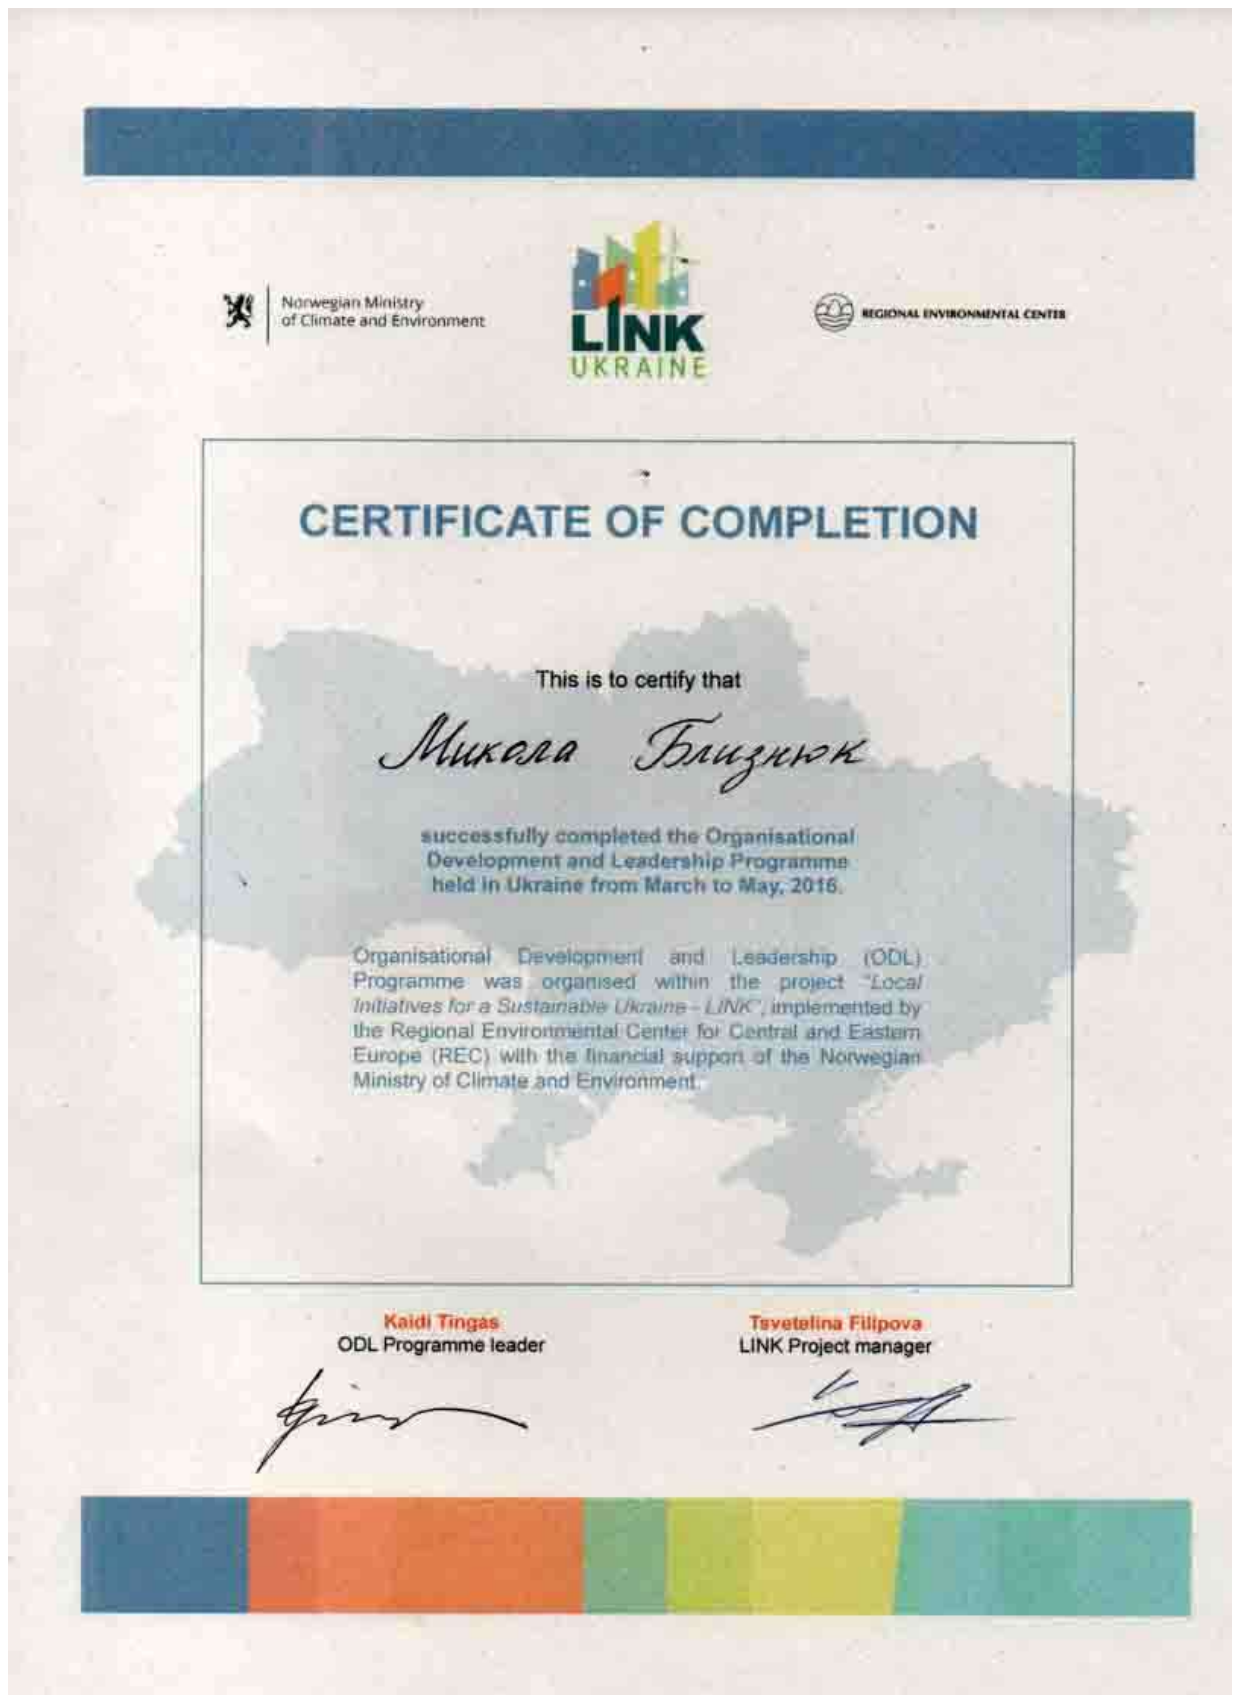 Norwegian Ministry
of Climate and Environment
LINK
UKRAINE
REGIONAL ENVIRONMENTAL CENTER
CERTIFICATE OF COMPLETION
This is to certify that
Микола Близнюк
successfully completed the Organisational
Development and Leadership Programme
held in Ukraine from March to May, 2016.
Organisational Development and Leadership (ODL)
Programme was organised within the project "Local
Initiatives for a Sustainable Ukraine - LINK", implemented by
the Regional Environmental Center for Central and Eastern
Europe (REC) with the financial support of the Norwegian
Ministry of Climate and Environment.
Kaidi Tingas
ODL Programme leader
Tsvetelina Filipova
LINK Project manager